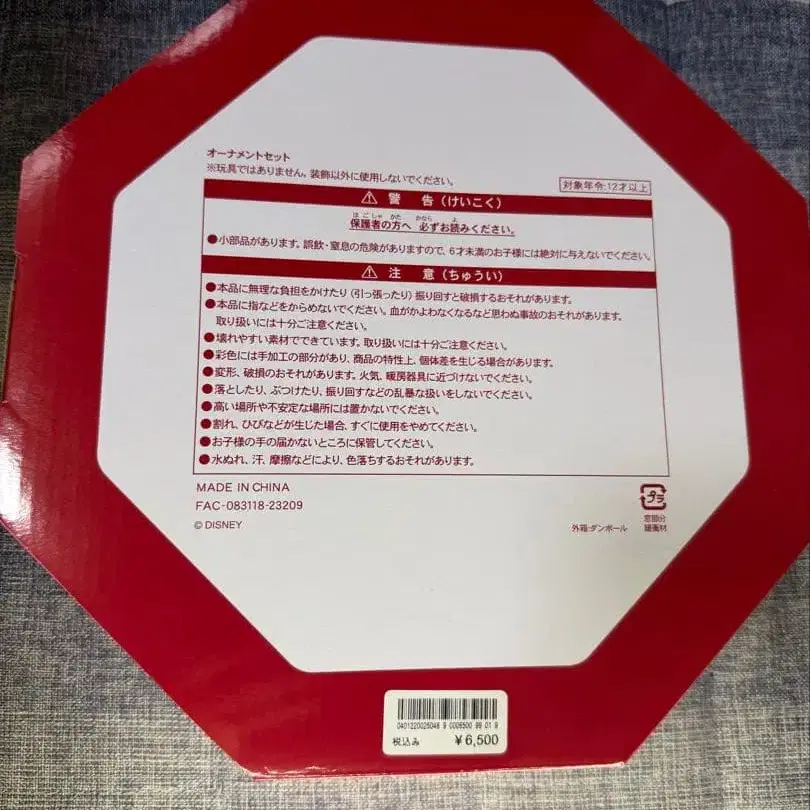 オーナメントセット
※玩具ではありません。装飾以外に使用しないでください。
対象年令:12才以上
⚠ 警 告(けいこく)
ほごしゃ かた かなら よ
保護者の方へ 必ずお読みください。
●小部品があります。誤飲・窒息の危険がありますので、6才未満のお子様には絶対に与えないでください。
⚠ 注 意(ちゅうい)
●本品に無理な負担をかけたり(引っ張ったり)振り回すと破損するおそれがあります。
●本品に指などをからめないでください。血がかよわなくなるなど思わぬ事故のおそれがあります。
取り扱いには十分ご注意ください。
●壊れやすい素材でできています。取り扱いには十分ご注意ください。
●彩色には手加工の部分があり、商品の特性上、個体差を生じる場合があります。
●変形、破損のおそれがあります。火気、暖房器具に近づけないでください。
●落としたり、ぶつけたり、振り回すなどの乱暴な扱いをしないでください。
●高い場所や不安定な場所には置かないでください。
●割れ、ひびなどが生じた場合、すぐに使用をやめてください。
●お子様の手の届かないところに保管してください。
●水ぬれ、汗、摩擦などにより、色落ちするおそれがあります。
MADE IN CHINA
FAC-083118-23209
© DISNEY
プラ
外箱:ダンボール
窓部分
緩衝材
0401320025048 9 0006500 99 01 9
税込み ¥6,500